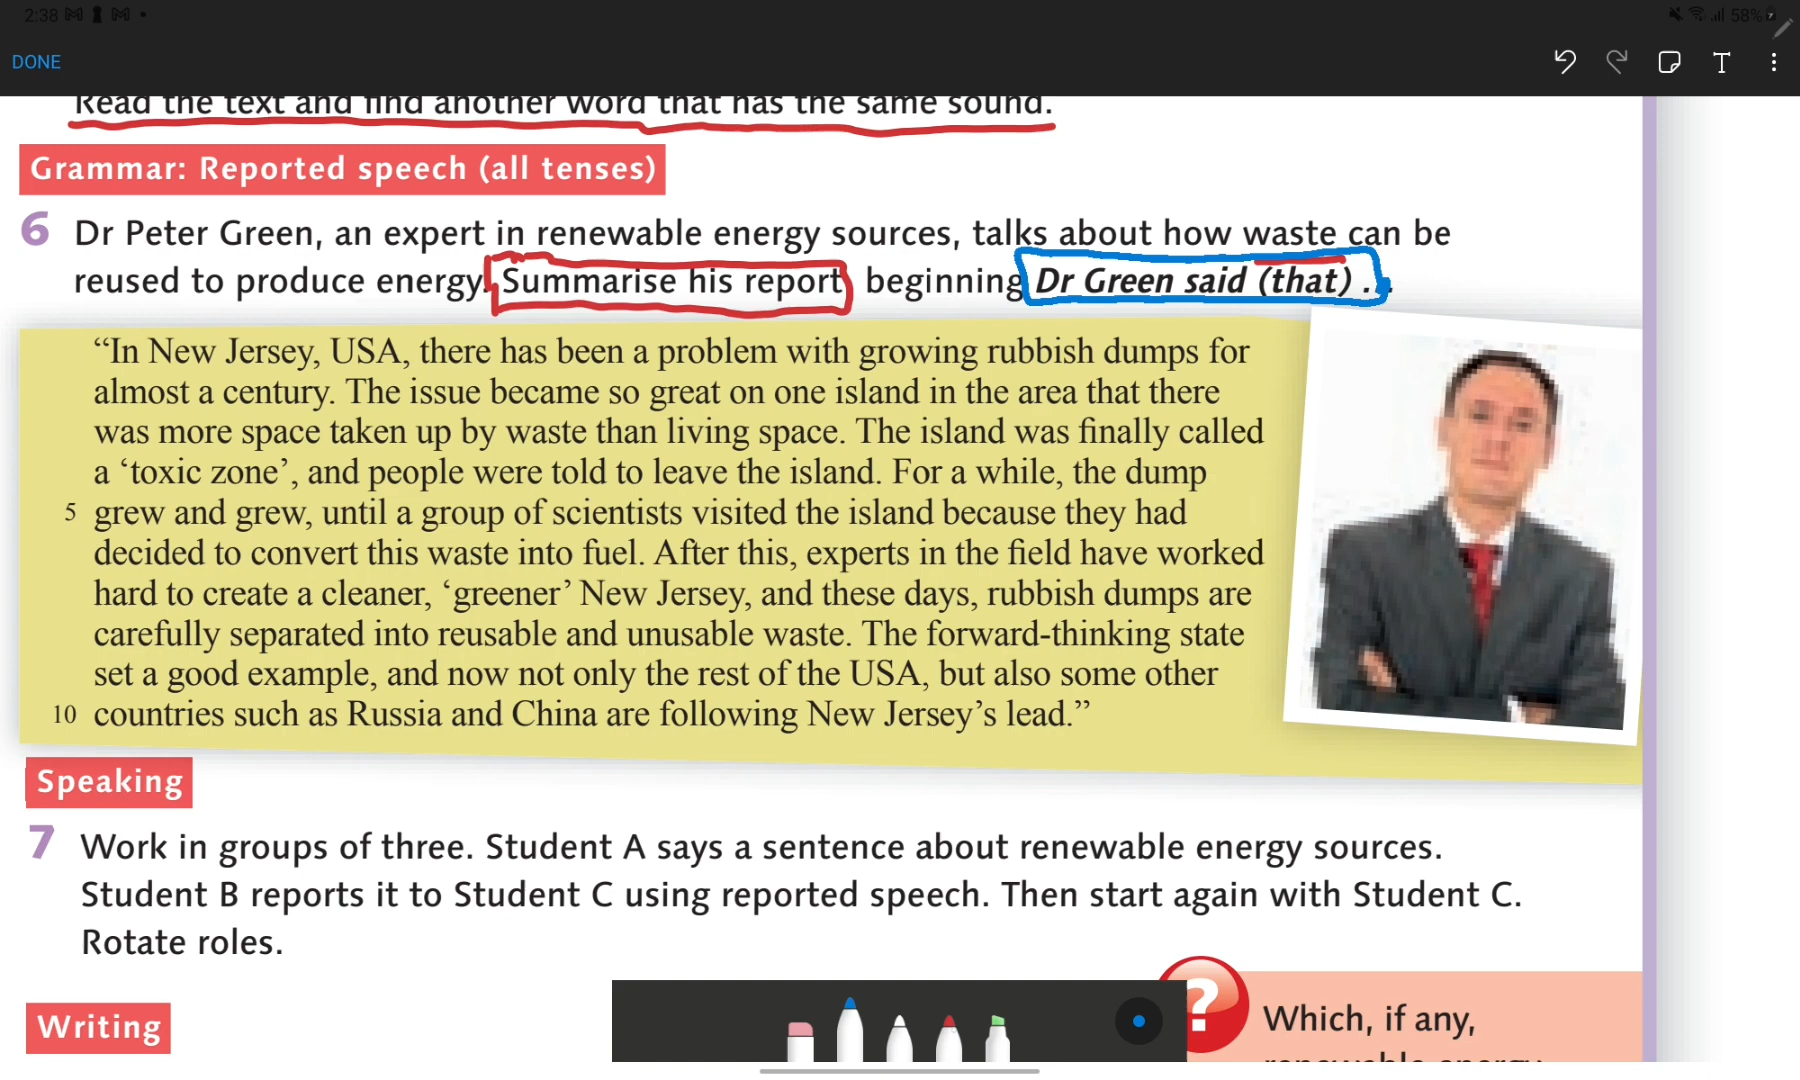 2:38
58%
DONE
T
Read the text and find another word that has the same sound.
Grammar: Reported speech (all tenses)
6 Dr Peter Green, an expert in renewable energy sources, talks about how waste can be
reused to produce energy. Summarise his report beginning Dr Green said (that) ...
“In New Jersey, USA, there has been a problem with growing rubbish dumps for
almost a century. The issue became so great on one island in the area that there
was more space taken up by waste than living space. The island was finally called
a ‘toxic zone’, and people were told to leave the island. For a while, the dump
5 grew and grew, until a group of scientists visited the island because they had
decided to convert this waste into fuel. After this, experts in the field have worked
hard to create a cleaner, ‘greener’ New Jersey, and these days, rubbish dumps are
carefully separated into reusable and unusable waste. The forward-thinking state
set a good example, and now not only the rest of the USA, but also some other
10 countries such as Russia and China are following New Jersey’s lead.”
Speaking
7 Work in groups of three. Student A says a sentence about renewable energy sources.
Student B reports it to Student C using reported speech. Then start again with Student C.
Rotate roles.
Writing
?
Which, if any,
renewable energy